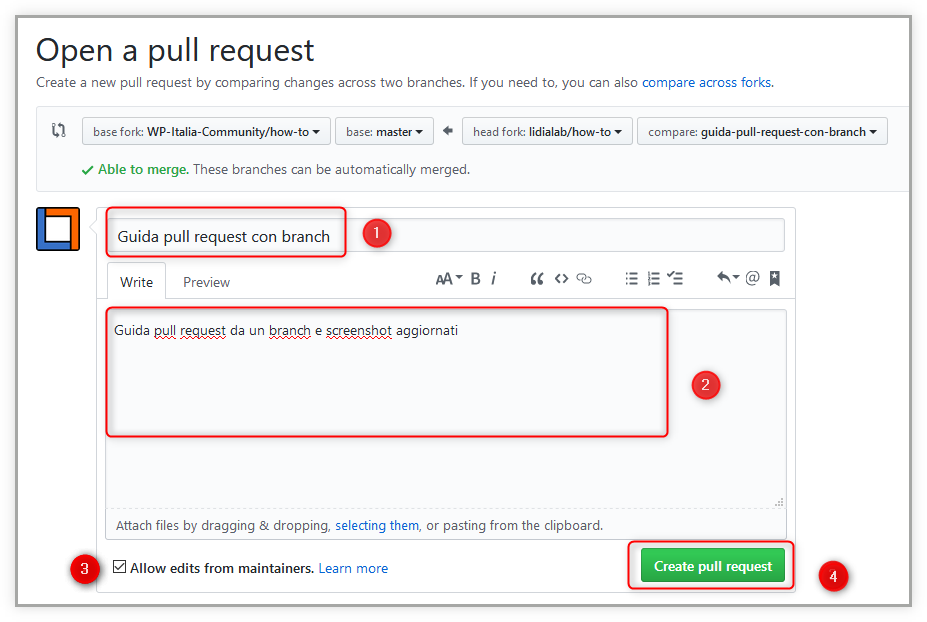 Open a pull request
Create a new pull request by comparing changes across two branches. If you need to, you can also compare across forks.
base fork: WP-Italia-Community/how-to base: master head fork: lidialab/how-to compare: guida-pull-request-con-branch
Able to merge. These branches can be automatically merged.
Guida pull request con branch 1
Write Preview AA B i @
Guida pull request da un branch e screenshot aggiornati
2
Attach files by dragging & dropping, selecting them, or pasting from the clipboard.
3 Allow edits from maintainers. Learn more Create pull request 4